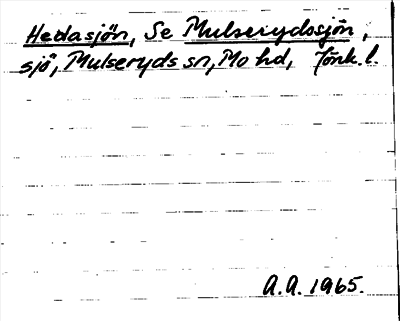 Hedasjön, Se Mulserydssjön,
sjö, Mulseryds sn, Mo hd, Jönk. l.
A.A. 1965.